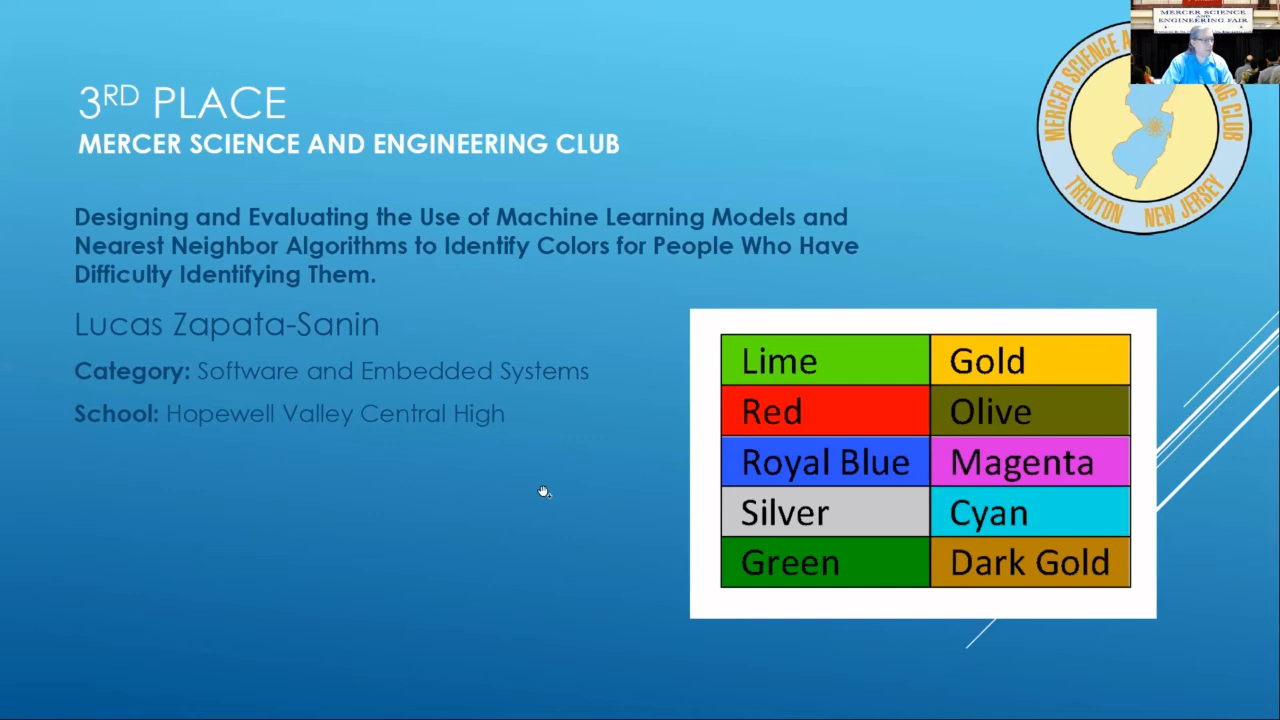 MERCER SCIENCE
AND
ENGINEERING FAIR
MERCER SCIENCE A
NG CLUB
TRENTON NEW JERSEY
3RD PLACE
MERCER SCIENCE AND ENGINEERING CLUB
Designing and Evaluating the Use of Machine Learning Models and
Nearest Neighbor Algorithms to Identify Colors for People Who Have
Difficulty Identifying Them.
Lucas Zapata-Sanin
Category: Software and Embedded Systems
School: Hopewell Valley Central High
Lime Gold
Red Olive
Royal Blue Magenta
Silver Cyan
Green Dark Gold